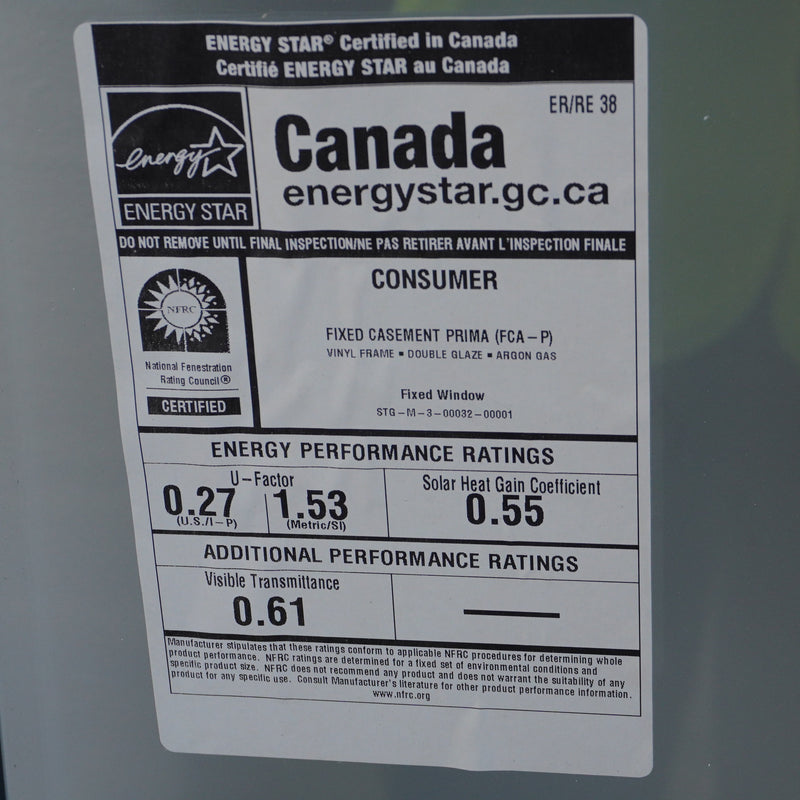 ENERGY STAR® Certified in Canada
Certifié ENERGY STAR au Canada
energy
ENERGY STAR
ER/RE 38
Canada
energystar.gc.ca
DO NOT REMOVE UNTIL FINAL INSPECTION/NE PAS RETIRER AVANT L'INSPECTION FINALE
NFRC
National Fenestration
Rating Council®
CERTIFIED
CONSUMER
FIXED CASEMENT PRIMA (FCA-P)
VINYL FRAME ▪ DOUBLE GLAZE ▪ ARGON GAS
Fixed Window
STG-M-3-00032-00001
ENERGY PERFORMANCE RATINGS
U-Factor
0.27 1.53
(U.S./I-P) (Metric/SI)
Solar Heat Gain Coefficient
0.55
ADDITIONAL PERFORMANCE RATINGS
Visible Transmittance
0.61
Manufacturer stipulates that these ratings conform to applicable NFRC procedures for determining whole
product performance. NFRC ratings are determined for a fixed set of environmental conditions and
specific product size. NFRC does not recommend any product and does not warrant the suitability of any
product for any specific use. Consult Manufacturer's literature for other product performance information.
www.nfrc.org